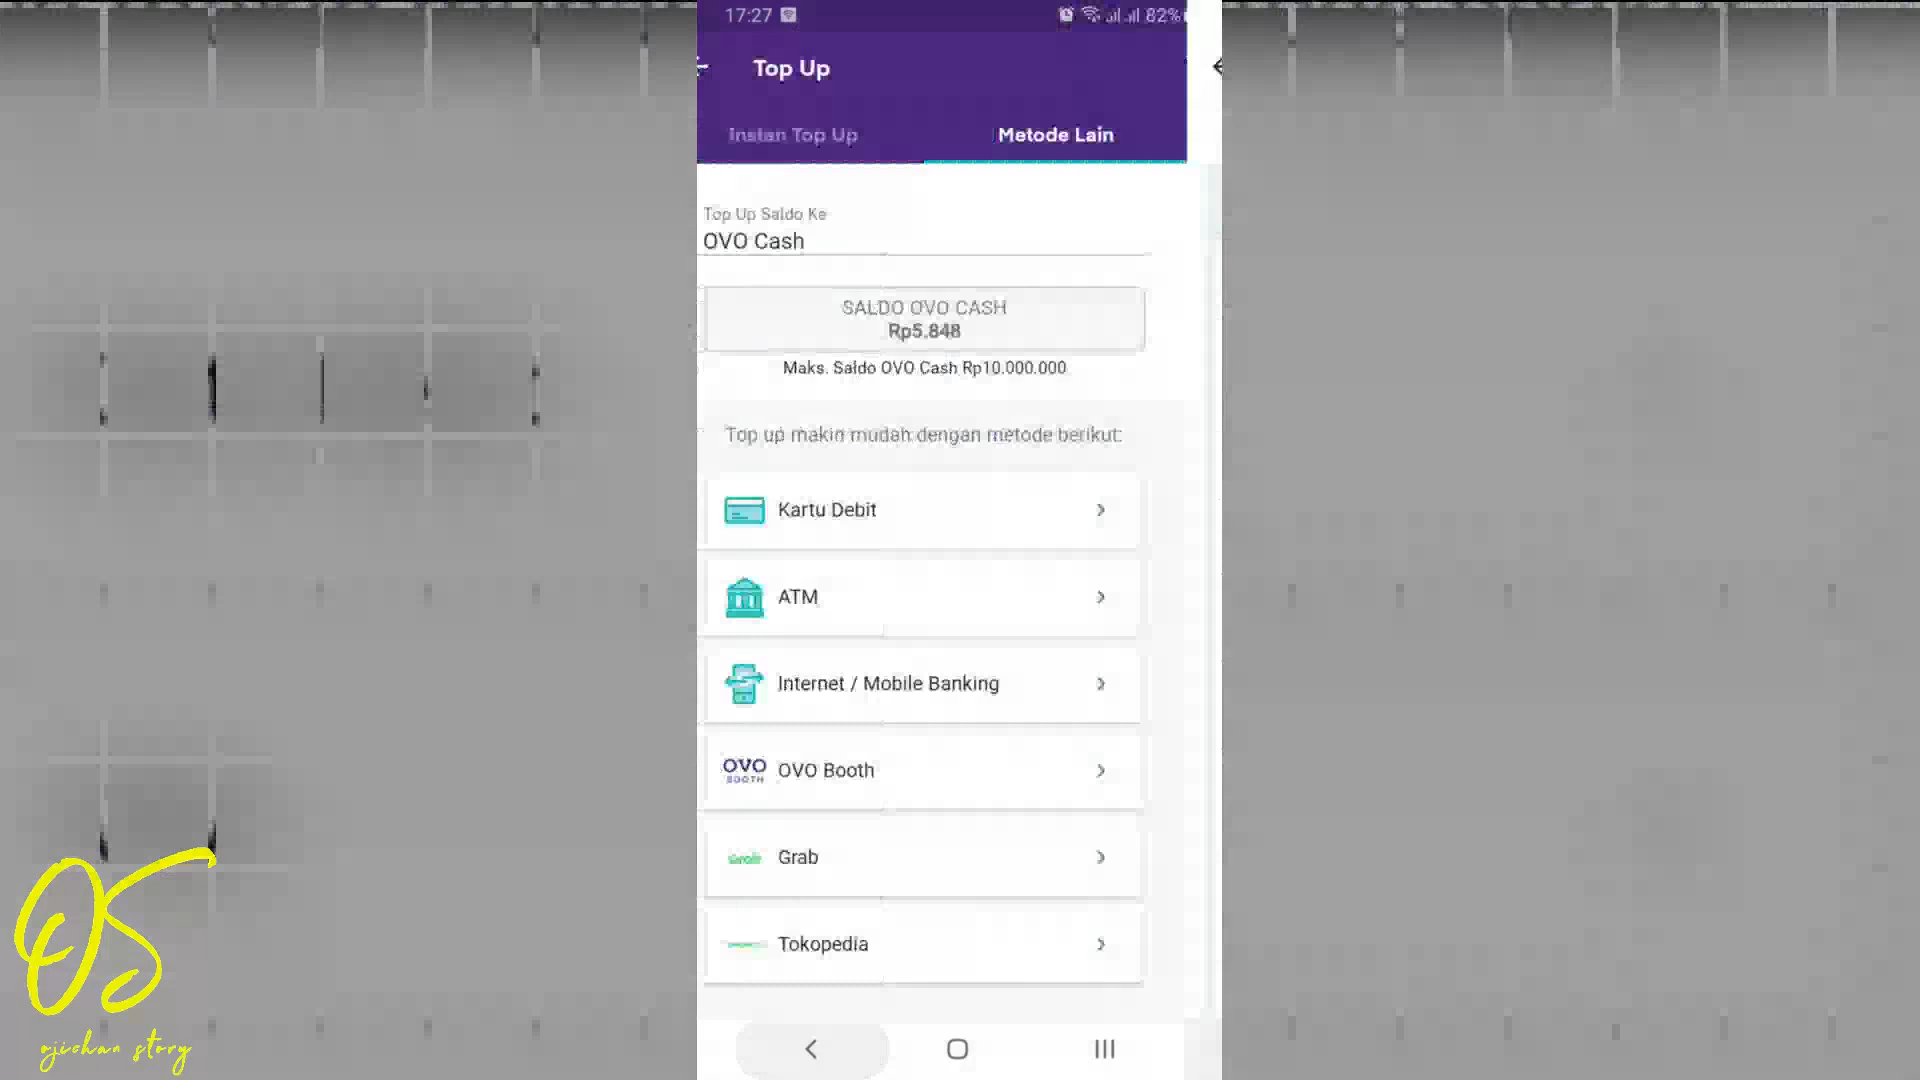 17:27
82%
Top Up
Instan Top Up
Metode Lain
Top Up Saldo Ke
OVO Cash
SALDO OVO CASH
Rp5.848
Maks. Saldo OVO Cash Rp10.000.000
Top up makin mudah dengan metode berikut:
Kartu Debit
ATM
Internet / Mobile Banking
OVO BOOTH
OVO Booth
Grab
Grab
Tokopedia
OS
ojichan story